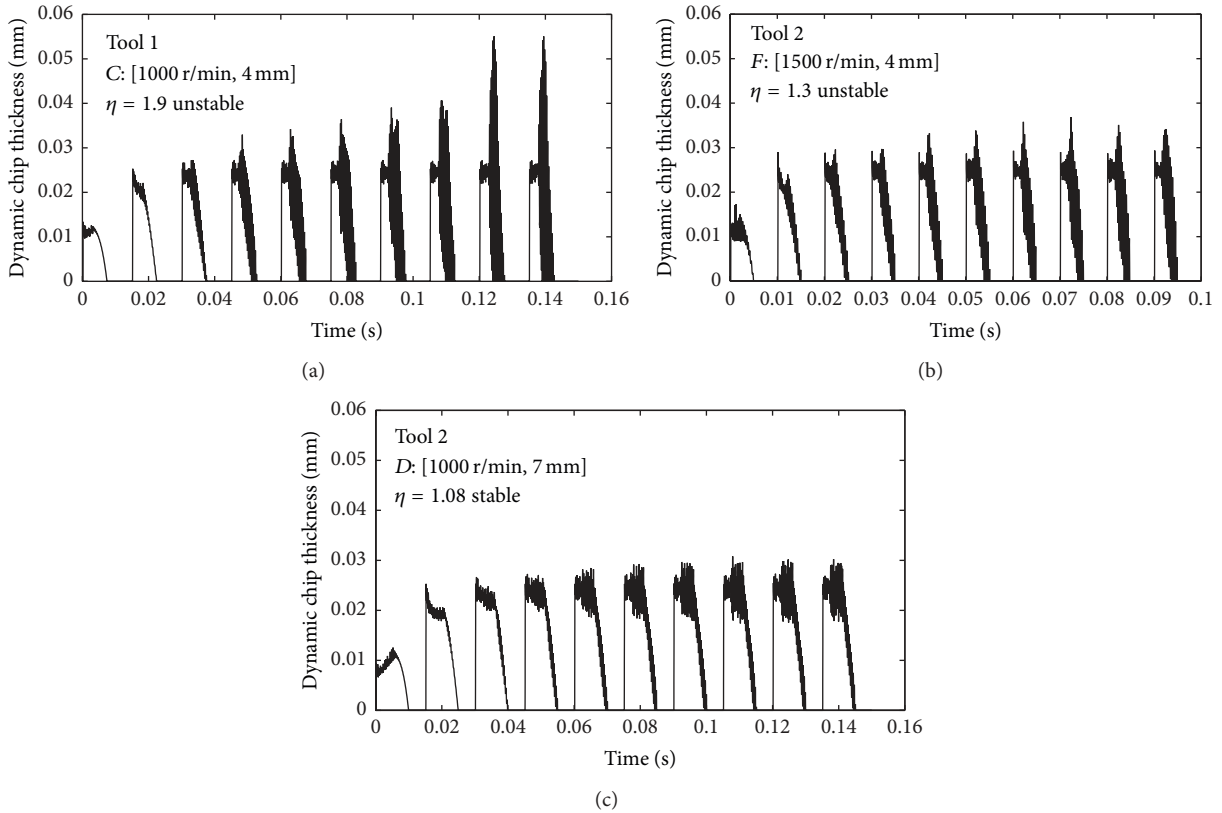 0.06
0.05
0.04
0.03
0.02
0.01
0
Dynamic chip thickness (mm)
Tool 1
C: [1000 r/min, 4 mm]
η = 1.9 unstable
0 0.02 0.04 0.06 0.08 0.1 0.12 0.14 0.16
Time (s)
(a)
0.06
0.05
0.04
0.03
0.02
0.01
0
Dynamic chip thickness (mm)
Tool 2
F: [1500 r/min, 4 mm]
η = 1.3 unstable
0 0.01 0.02 0.03 0.04 0.05 0.06 0.07 0.08 0.09 0.1
Time (s)
(b)
0.06
0.05
0.04
0.03
0.02
0.01
0
Dynamic chip thickness (mm)
Tool 2
D: [1000 r/min, 7 mm]
η = 1.08 stable
0 0.02 0.04 0.06 0.08 0.1 0.12 0.14 0.16
Time (s)
(c)